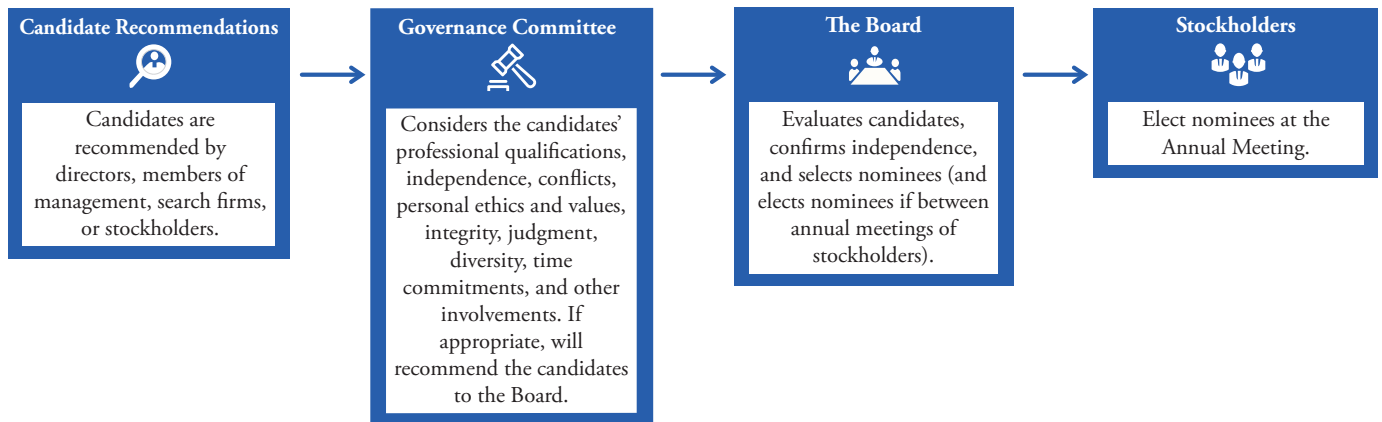 Candidate Recommendations
Candidates are
recommended by
directors, members of
management, search firms,
or stockholders.
Governance Committee
Considers the candidates’
professional qualifications,
independence, conflicts,
personal ethics and values,
integrity, judgment,
diversity, time
commitments, and other
involvements. If
appropriate, will
recommend the candidates
to the Board.
The Board
Evaluates candidates,
confirms independence,
and selects nominees (and
elects nominees if between
annual meetings of
stockholders).
Stockholders
Elect nominees at the
Annual Meeting.